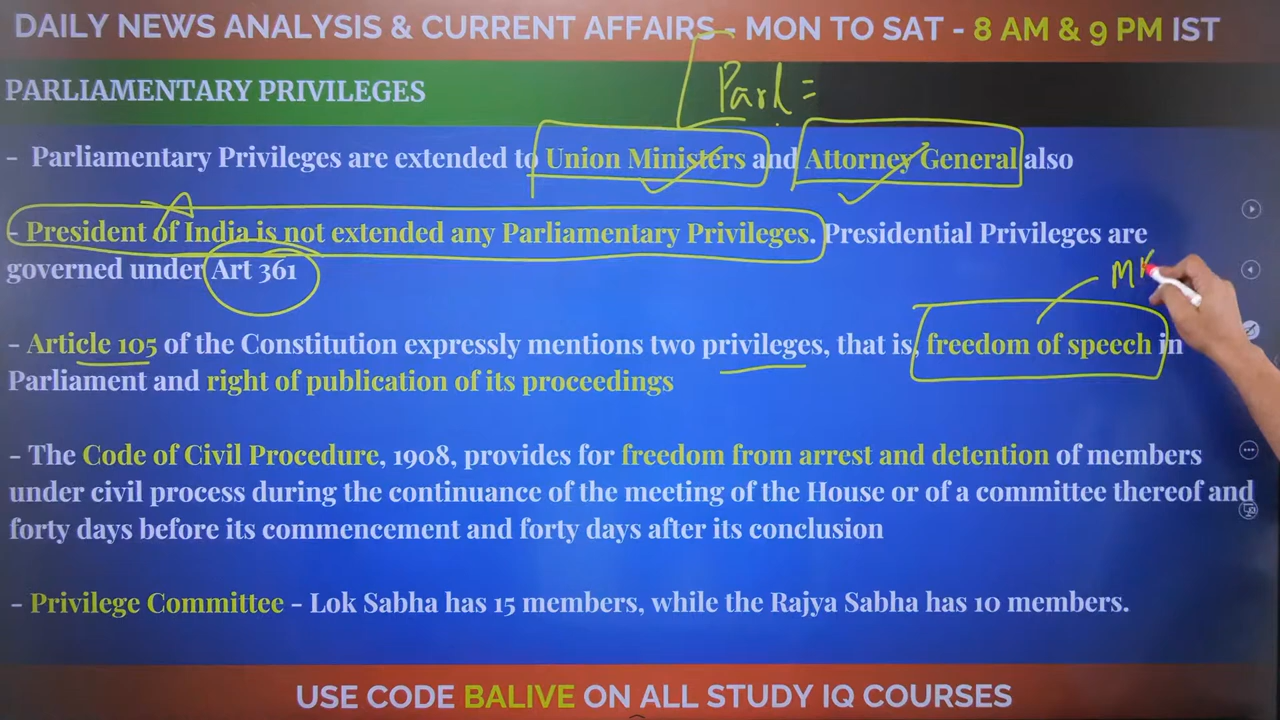 DAILY NEWS ANALYSIS & CURRENT AFFAIRS - MON TO SAT - 8 AM & 9 PM IST
PARLIAMENTARY PRIVILEGES
Parl =
- Parliamentary Privileges are extended to Union Ministers and Attorney General also
- President of India is not extended any Parliamentary Privileges. Presidential Privileges are
governed under Art 361
- Article 105 of the Constitution expressly mentions two privileges, that is, freedom of speech in
Parliament and right of publication of its proceedings
- The Code of Civil Procedure, 1908, provides for freedom from arrest and detention of members
under civil process during the continuance of the meeting of the House or of a committee thereof and
forty days before its commencement and forty days after its conclusion
- Privilege Committee - Lok Sabha has 15 members, while the Rajya Sabha has 10 members.
USE CODE BALIVE ON ALL STUDY IQ COURSES